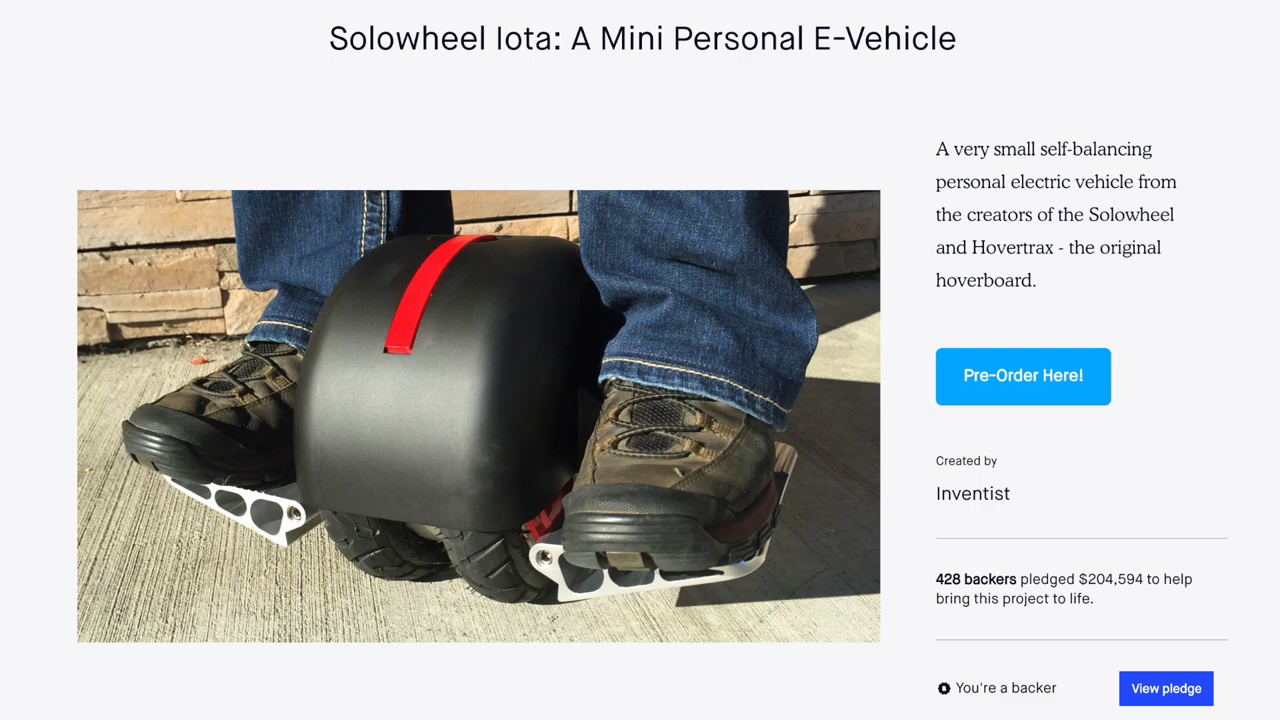 Solowheel Iota: A Mini Personal E-Vehicle
A very small self-balancing
personal electric vehicle from
the creators of the Solowheel
and Hovertrax - the original
hoverboard.
Pre-Order Here!
Created by
Inventist
428 backers pledged $204,594 to help
bring this project to life.
You're a backer
View pledge